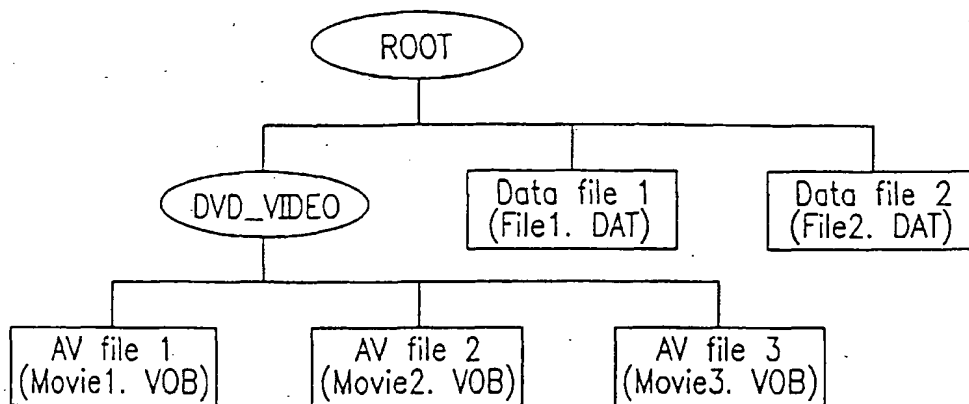 ROOT
DVD_VIDEO
Data file 1
(File1. DAT)
Data file 2
(File2. DAT)
AV file 1
(Movie1. VOB)
AV file 2
(Movie2. VOB)
AV file 3
(Movie3. VOB)